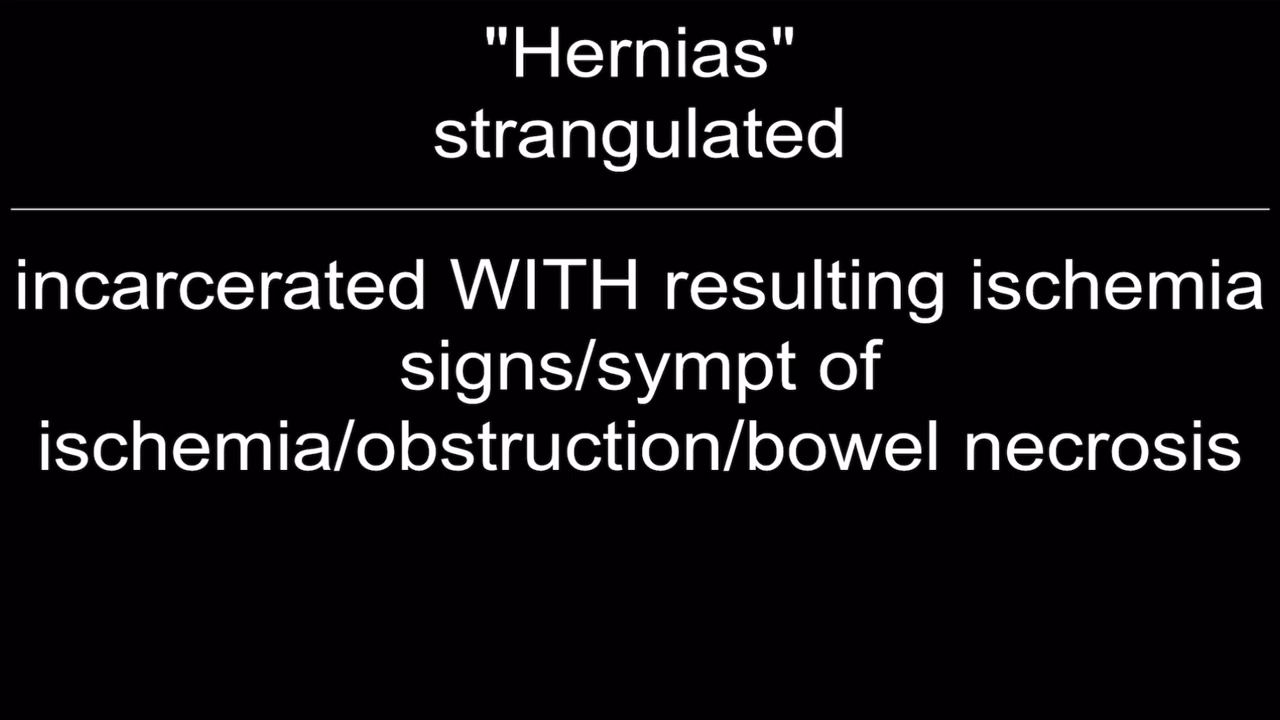 "Hernias"
strangulated
incarcerated WITH resulting ischemia
signs/sympt of
ischemia/obstruction/bowel necrosis